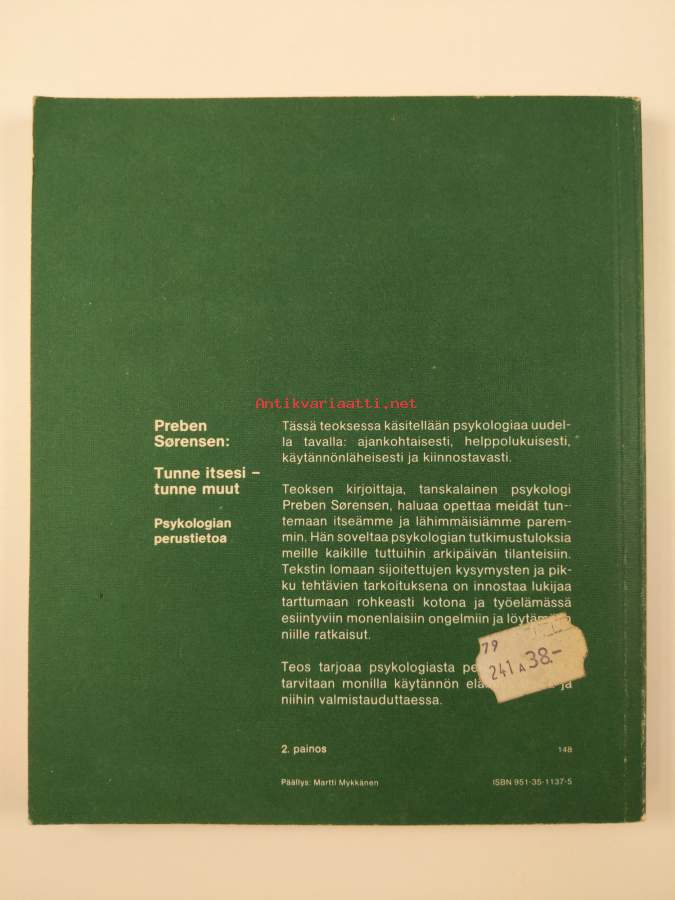 Antikvariaatti.net
Preben
Sørensen:
Tunne itsesi –
tunne muut
Psykologian
perustietoa
Tässä teoksessa käsitellään psykologiaa uudel-
la tavalla: ajankohtaisesti, helppolukuisesti,
käytännönläheisesti ja kiinnostavasti.
Teoksen kirjoittaja, tanskalainen psykologi
Preben Sørensen, haluaa opettaa meidät tun-
temaan itseämme ja lähimmäisiämme parem-
min. Hän soveltaa psykologian tutkimustuloksia
meille kaikille tuttuihin arkipäivän tilanteisiin.
Tekstin lomaan sijoitettujen kysymysten ja pik-
ku tehtävien tarkoituksena on innostaa lukijaa
tarttumaan rohkeasti kotona ja työelämässä
esiintyviin monenlaisiin ongelmiin ja
niille ratkaisut.
Teos tarjoaa psykologiasta
tarvitaan monilla käytännön ja
niihin valmistauduttaessa.
79
241 A 38.-
2. painos
148
Päällys: Martti Mykkänen
ISBN 951-35-1137-5